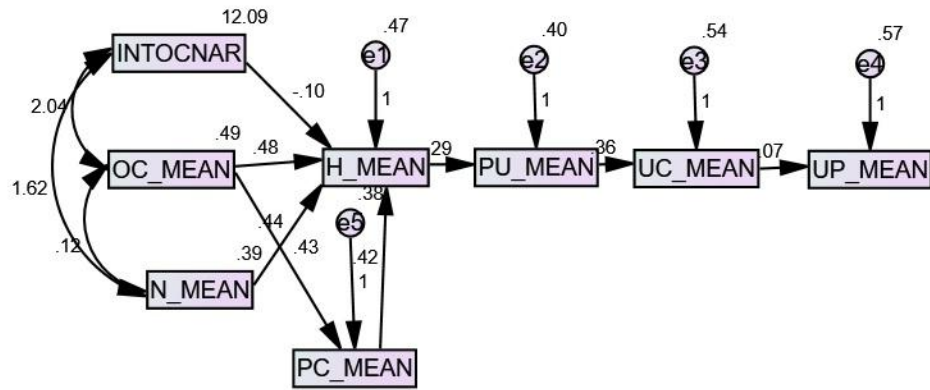 12.09
.47
.40
.54
.57
INTOCNAR
e1
e2
e3
e4
-.10
1
1
1
1
2.04
.49
.48
OC_MEAN
H_MEAN
.29
PU_MEAN
.36
UC_MEAN
.07
UP_MEAN
1.62
.38
.44
e5
.12
.39
.43
.42
1
N_MEAN
PC_MEAN